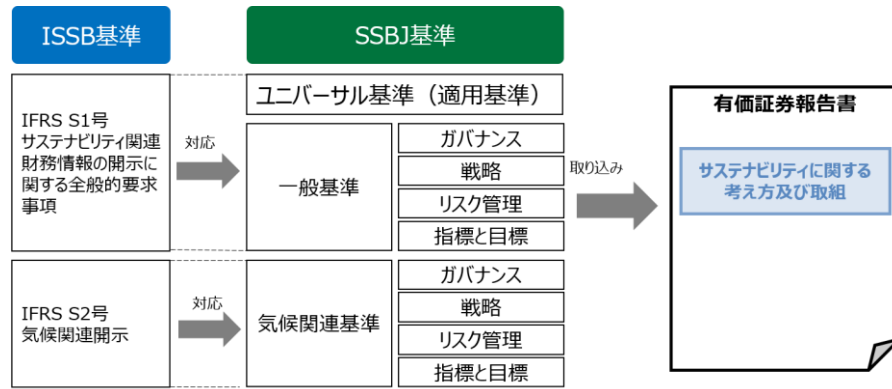 ISSB基準
SSBJ基準
IFRS S1号
サステナビリティ関連
財務情報の開示に
関する全般的要求
事項
対応
ユニバーサル基準（適用基準）
一般基準
ガバナンス
戦略
リスク管理
指標と目標
取り込み
有価証券報告書
サステナビリティに関する
考え方及び取組
IFRS S2号
気候関連開示
対応
気候関連基準
ガバナンス
戦略
リスク管理
指標と目標